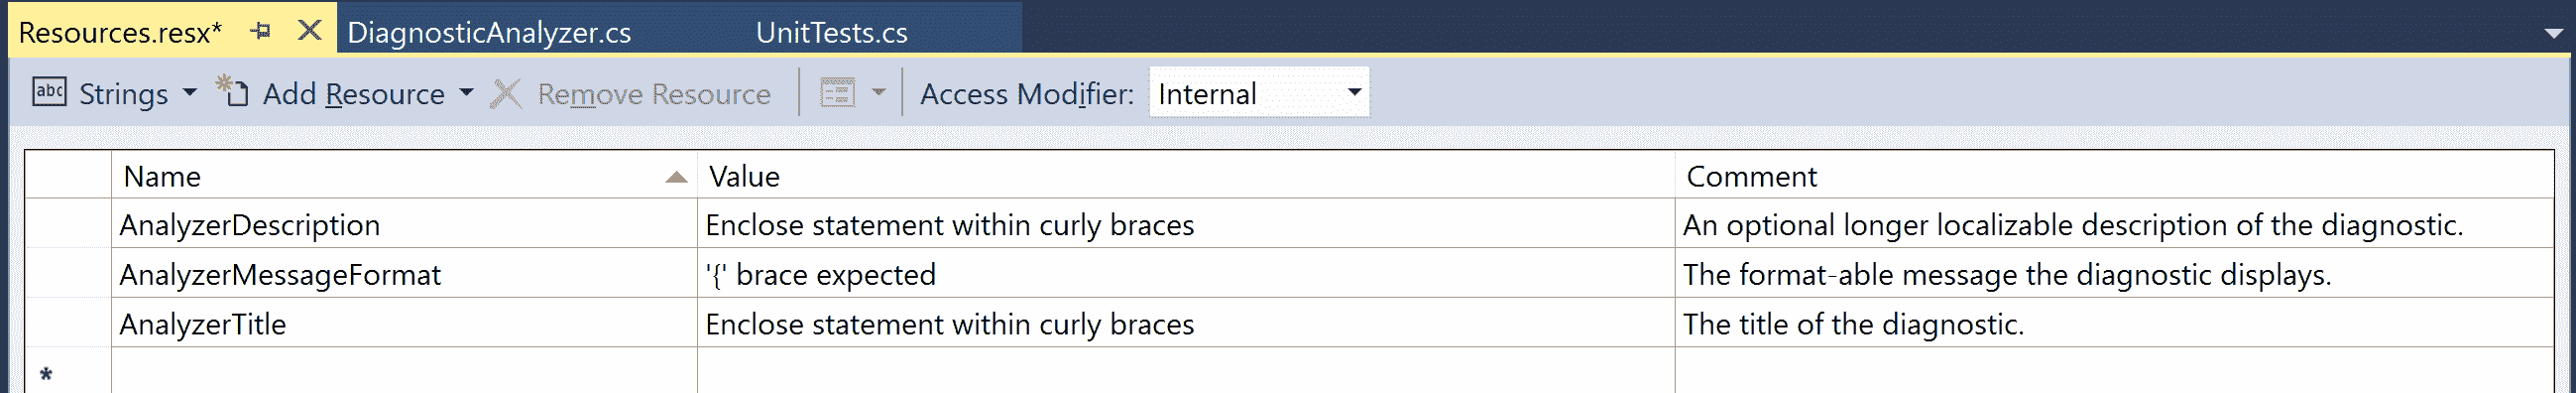 Resources.resx* DiagnosticAnalyzer.cs UnitTests.cs
abc Strings Add Resource Remove Resource Access Modifier: Internal
Name Value Comment
AnalyzerDescription Enclose statement within curly braces An optional longer localizable description of the diagnostic.
AnalyzerMessageFormat '{' brace expected The format-able message the diagnostic displays.
AnalyzerTitle Enclose statement within curly braces The title of the diagnostic.
*